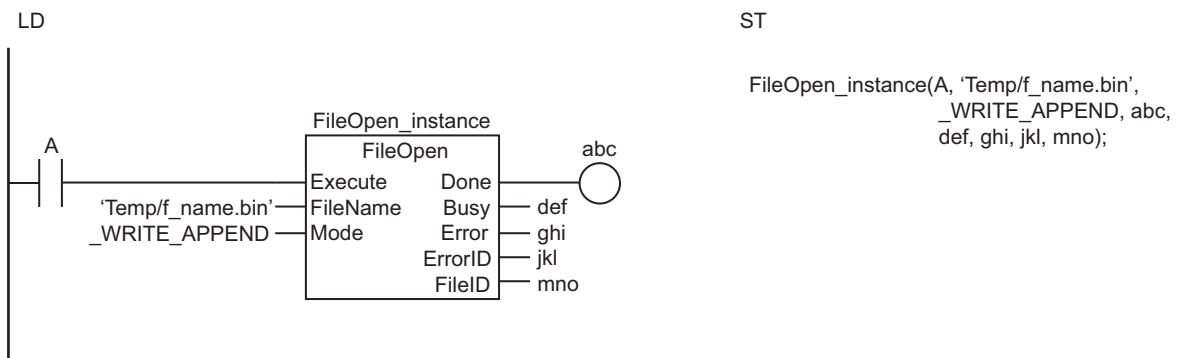 LD
ST
FileOpen_instance(A, ‘Temp/f_name.bin’,
_WRITE_APPEND, abc,
def, ghi, jkl, mno);
FileOpen_instance
A
FileOpen
abc
Execute Done
‘Temp/f_name.bin’ FileName Busy def
_WRITE_APPEND Mode Error ghi
ErrorID jkl
FileID mno